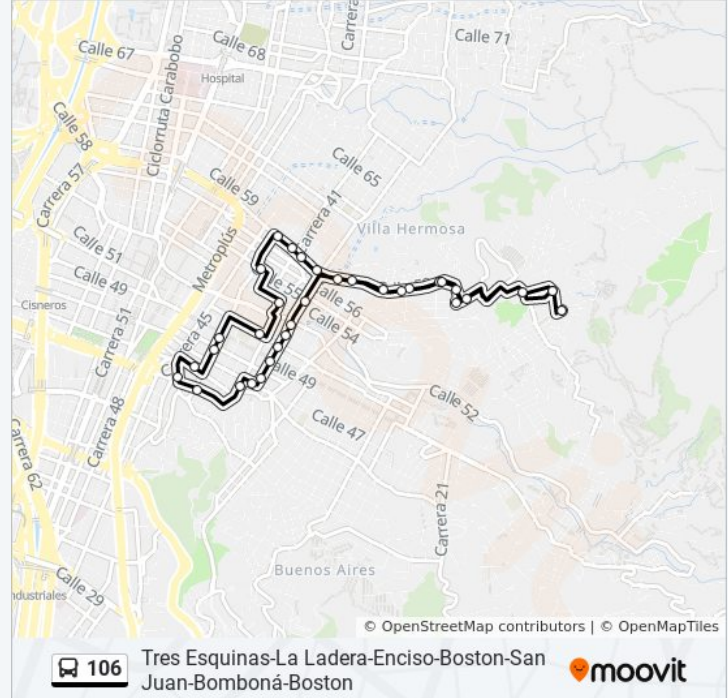 Calle 67
Calle 68
Carrera
Calle 71
Hospital
Ciclorruta Carabobo
Calle 58
Carrera 57
Calle 65
Calle 59
Carrera 41
Villa Hermosa
Metroplús
Calle 51
Calle 49
Cisneros
Carrera 51
Carrera 45
Calle 56
Calle 54
Calle 49
Calle 52
Calle 47
Carrera 48
Carrera 62
Carrera 21
Calle 29
Buenos Aires
© OpenStreetMap contributors | © OpenMapTiles
106
Tres Esquinas-La Ladera-Enciso-Boston-San
Juan-Bomboná-Boston
moovit